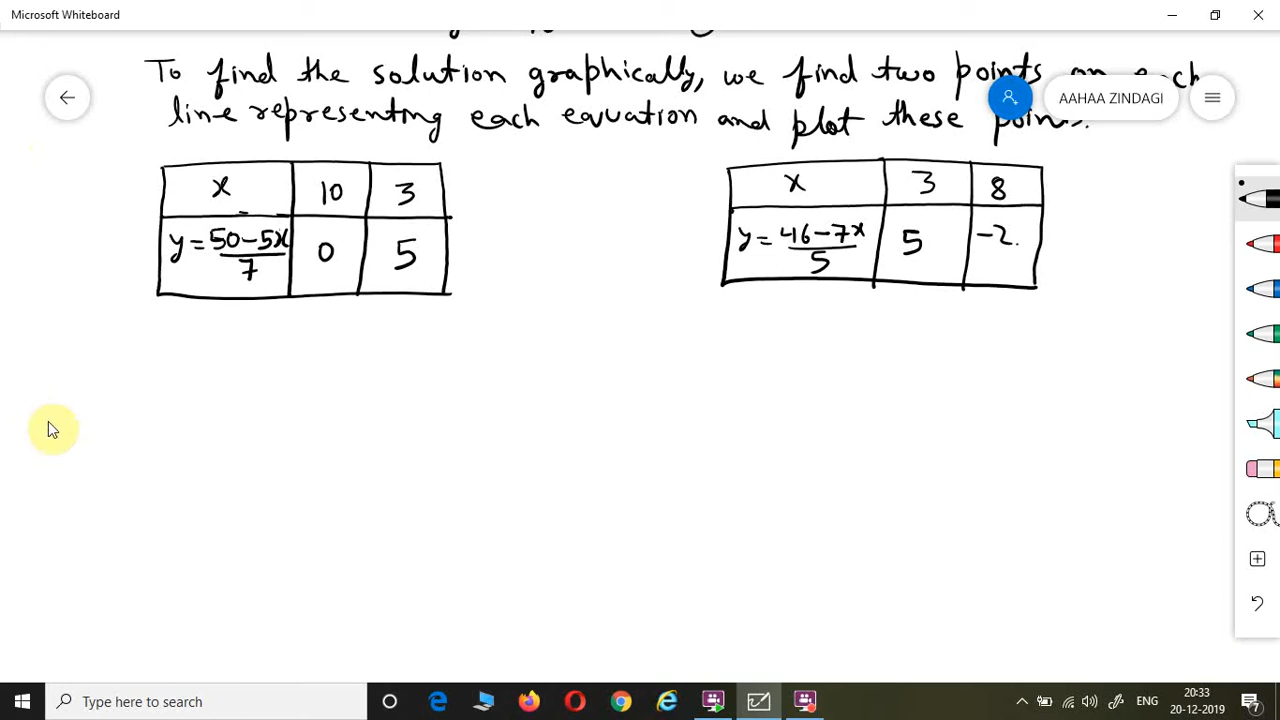 Microsoft Whiteboard
To find the solution graphically, we find two points on each
AAHAA ZINDAGI
line representing each equation and plot these points.
x 10 3
y = 50-5x/7 0 5
x 3 8
y = 46-7x/5 5 -2.
Type here to search
ENG
20:33
20-12-2019
7